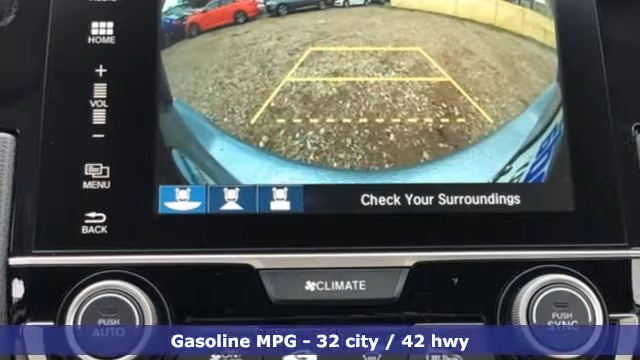 HOME
VOL
MENU
BACK
Check Your Surroundings
CLIMATE
PUSH
AUTO
PUSH
SYNC
Gasoline MPG - 32 city / 42 hwy